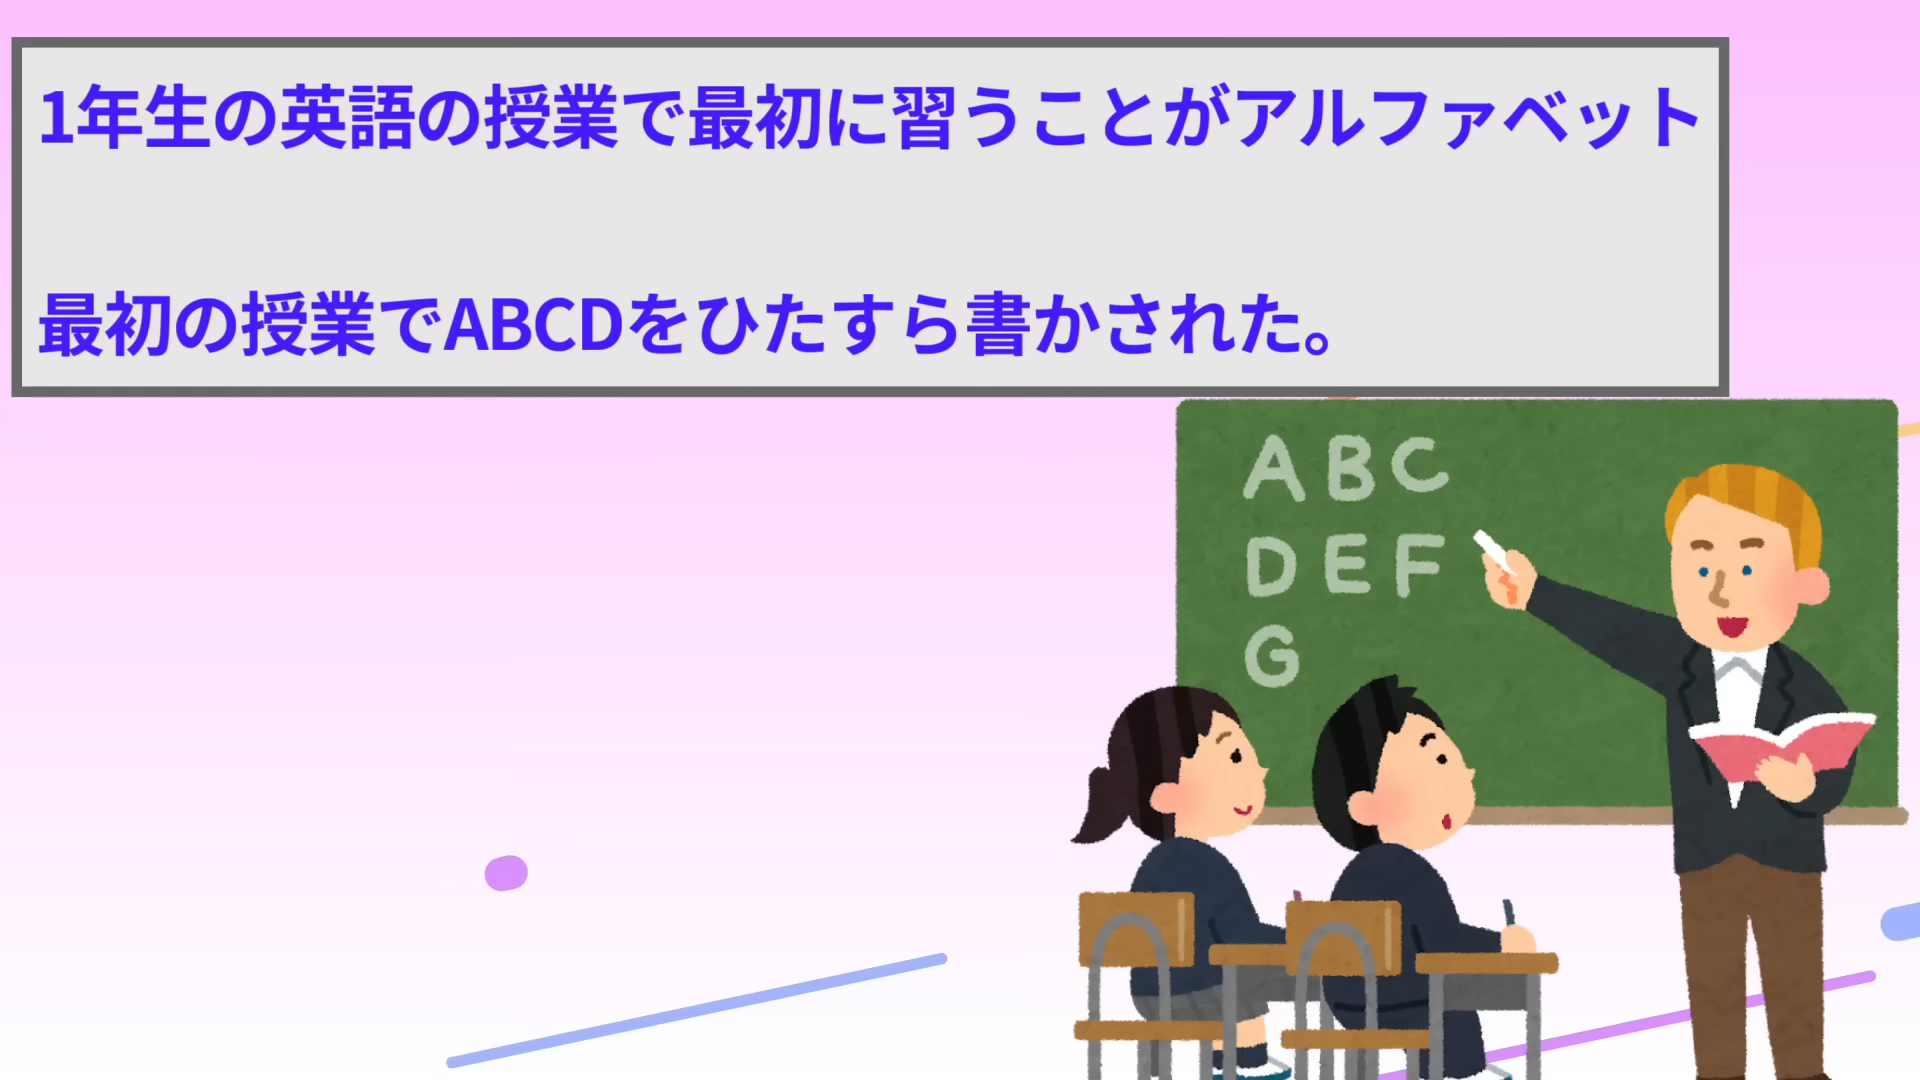 1年生の英語の授業で最初に習うことがアルファベット
最初の授業でABCDをひたすら書かされた。
ABC
DEF
G